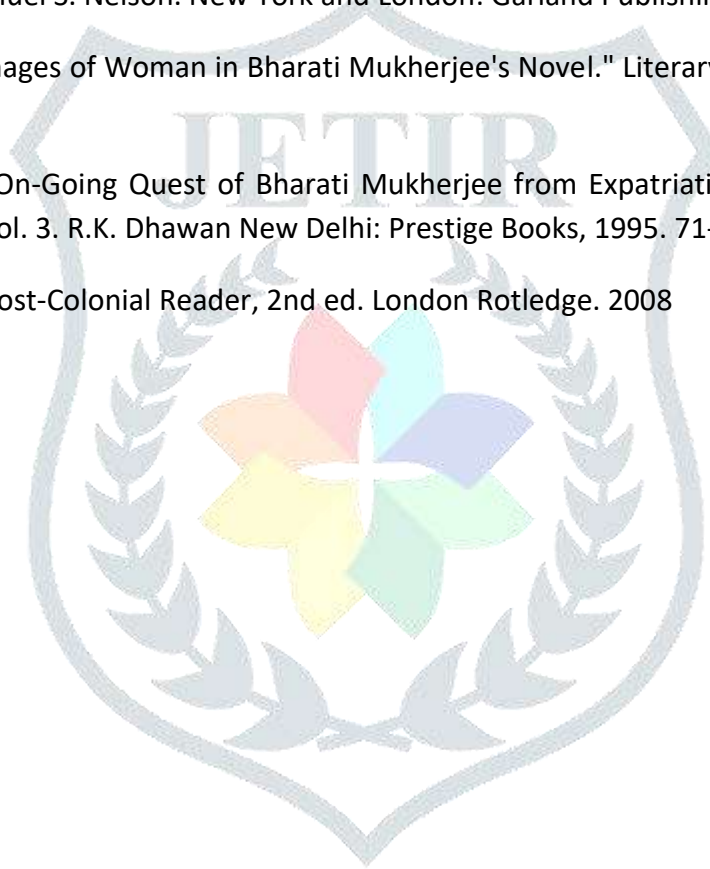 uel S. Nelson. New York and London: Garland Publishin
ages of Woman in Bharati Mukherjee's Novel." Literary
JETIR
On-Going Quest of Bharati Mukherjee from Expatriati
ol. 3. R.K. Dhawan New Delhi: Prestige Books, 1995. 71-
ost-Colonial Reader, 2nd ed. London Rotledge. 2008